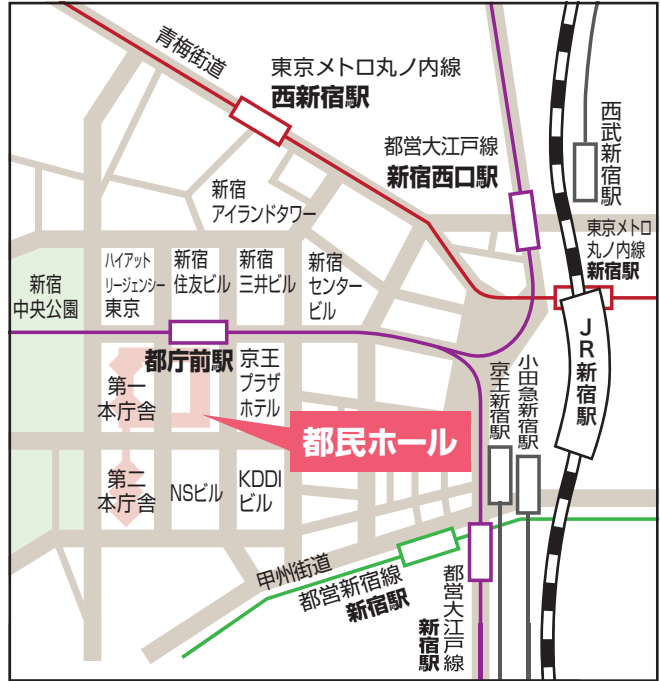 青梅街道
東京メトロ丸ノ内線
西新宿駅
都営大江戸線
新宿西口駅
西武新宿駅
新宿
アイランドタワー
東京メトロ
丸ノ内線
新宿駅
新宿
中央公園
ハイアット
リージェンシー
東京
新宿
住友ビル
新宿
三井ビル
新宿
センター
ビル
JR新宿駅
都庁前駅
第一
本庁舎
京王
プラザ
ホテル
都民ホール
京王新宿駅
小田急新宿駅
第二
本庁舎
NSビル
KDDI
ビル
甲州街道
都営新宿線
新宿駅
都営大江戸線
新宿駅